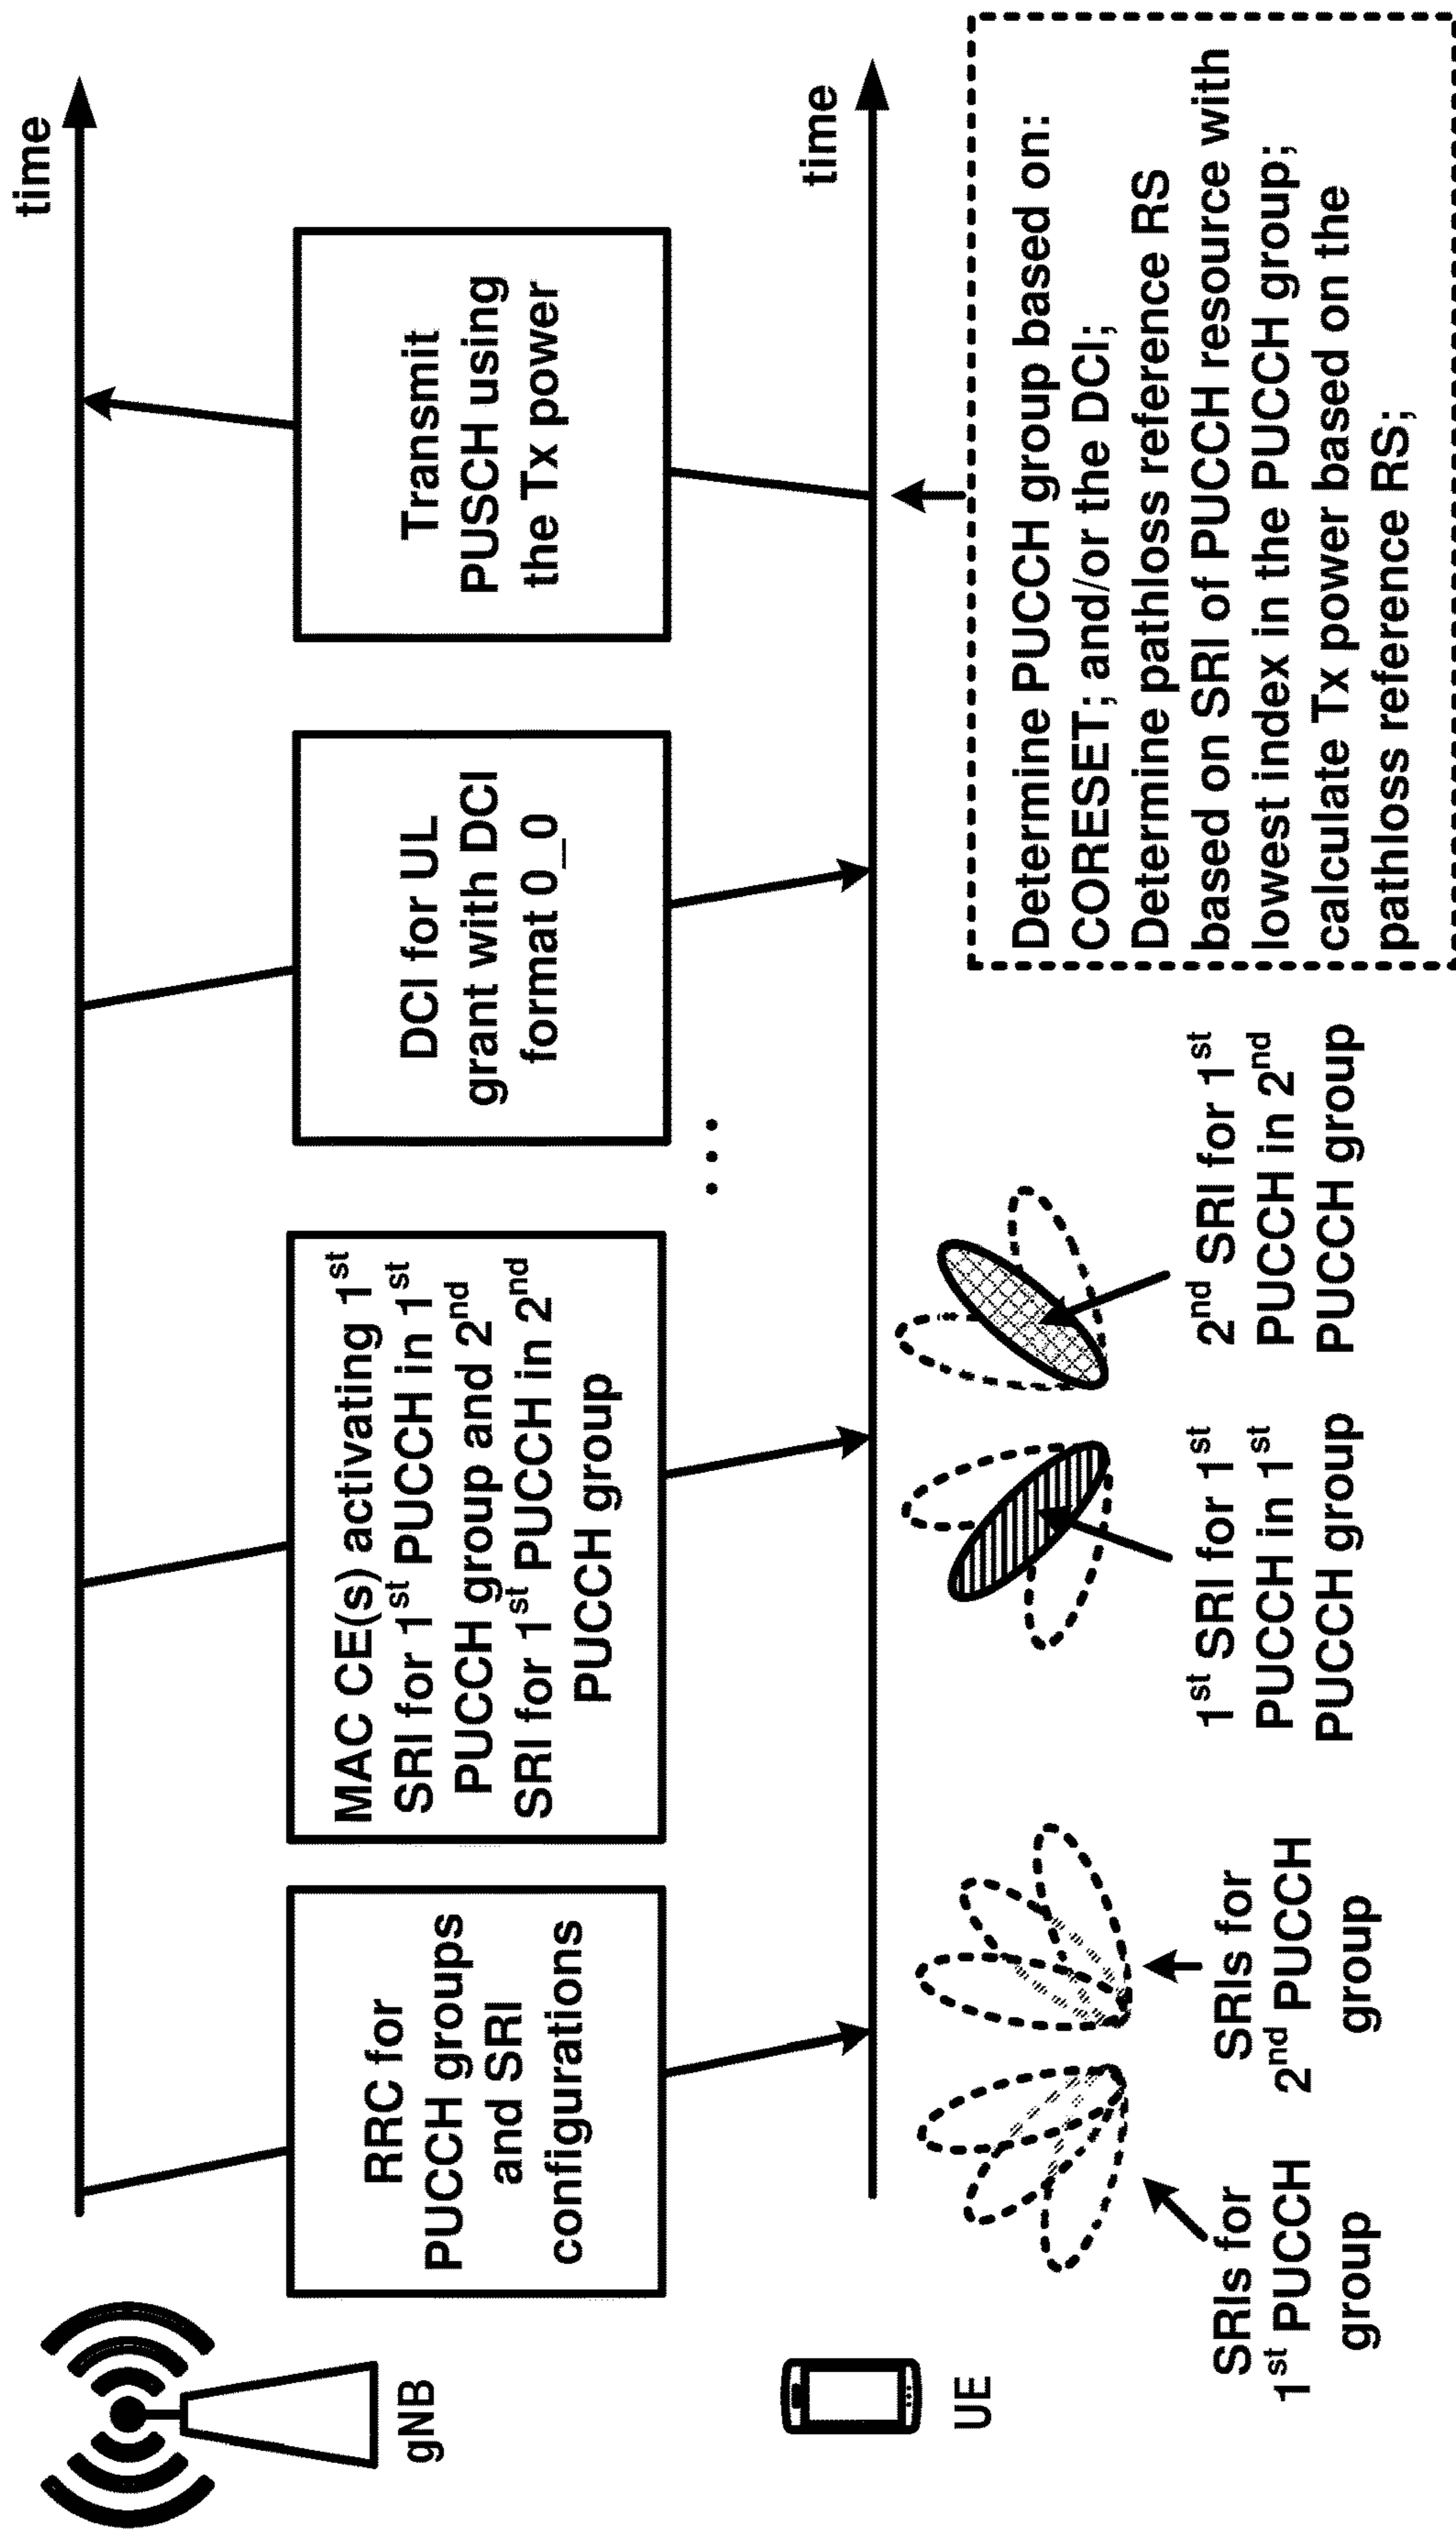 time
gNB
RRC for
PUCCH groups
and SRI
configurations
MAC CE(s) activating 1st
SRI for 1st PUCCH in 1st
PUCCH group and 2nd
SRI for 1st PUCCH in 2nd
PUCCH group
DCI for UL
grant with DCI
format 0_0
Transmit
PUSCH using
the Tx power
...
time
UE
SRIs for
1st PUCCH
group
SRIs for
2nd PUCCH
group
1st SRI for 1st
PUCCH in 1st
PUCCH group
2nd SRI for 1st
PUCCH in 2nd
PUCCH group
Determine PUCCH group based on:
CORESET; and/or the DCI;
Determine pathloss reference RS
based on SRI of PUCCH resource with
lowest index in the PUCCH group;
calculate Tx power based on the
pathloss reference RS;